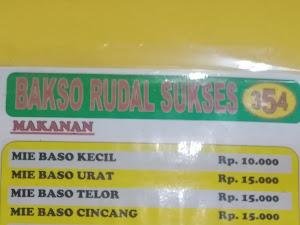 BAKSO RUDAL SUKSES 354
MAKANAN
MIE BASO KECIL Rp. 10.000
MIE BASO URAT Rp. 15.000
MIE BASO TELOR Rp. 15.000
MIE BASO CINCANG Rp. 15.000